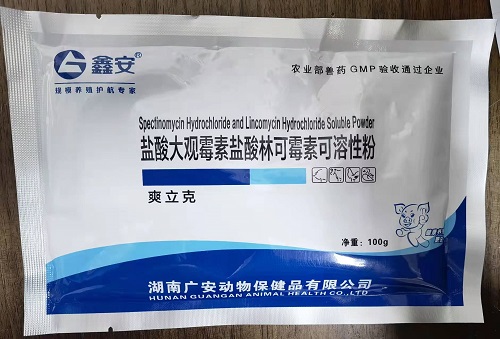 鑫安®
规模养殖护航专家
农业部兽药GMP验收通过企业
Spectinomycin Hydrochloride and Lincomycin Hydrochloride Soluble Powder
盐酸大观霉素盐酸林可霉素可溶性粉
爽立克
净重：100g
湖南广安动物保健品有限公司
HUNAN GUANGAN ANIMAL HEALTH CO.,LTD